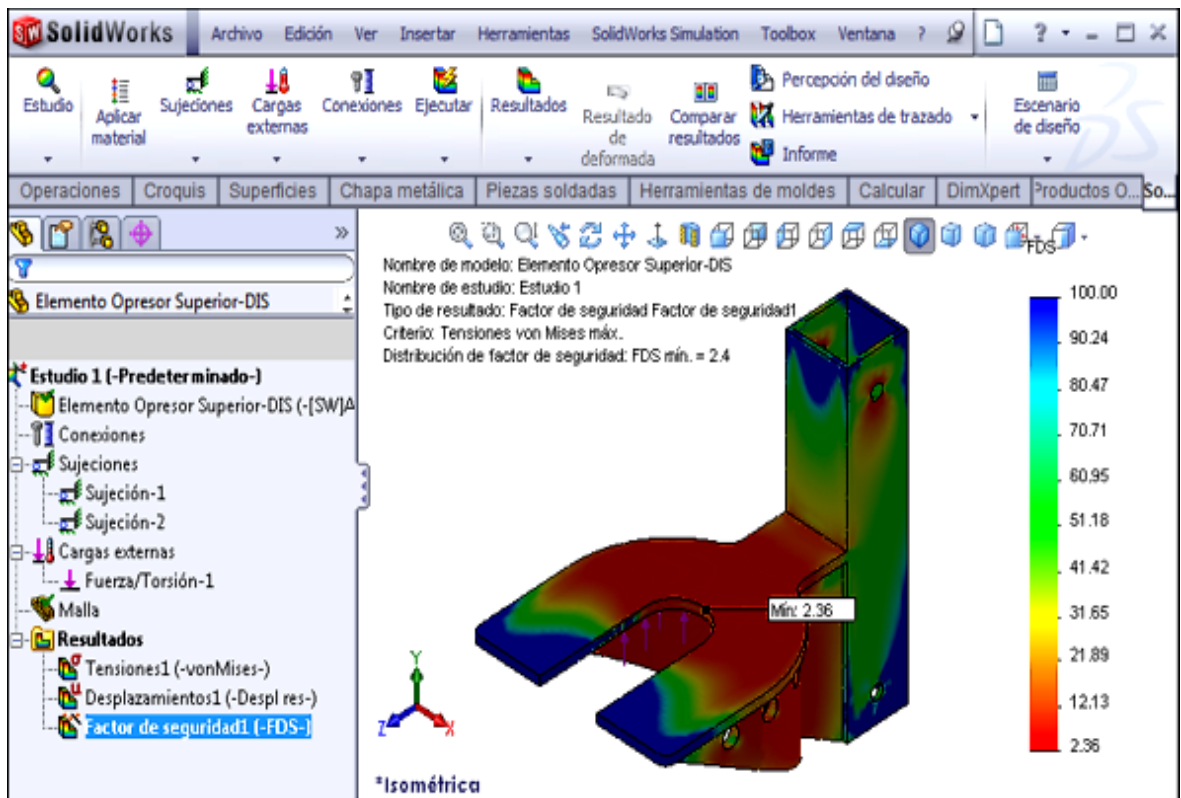 SolidWorks Archivo Edición Ver Insertar Herramientas SolidWorks Simulation Toolbox Ventana ? ?
Estudio
Aplicar material
Sujeciones
Cargas externas
Conexiones
Ejecutar
Resultados
Resultado de deformada
Comparar resultados
Percepción del diseño
Herramientas de trazado
Informe
Escenario de diseño
Operaciones Croquis Superficies Chapa metálica Piezas soldadas Herramientas de moldes Calcular DimXpert Productos O... So...
Elemento Opresor Superior-DIS
Estudio 1 (-Predeterminado-)
Elemento Opresor Superior-DIS (-[SW]A
Conexiones
Sujeciones
Sujeción-1
Sujeción-2
Cargas externas
Fuerza/Torsión-1
Malla
Resultados
Tensiones1 (-vonMises-)
Desplazamientos1 (-Despl res-)
Factor de seguridad1 (-FDS-)
Nombre de modelo: Elemento Opresor Superior-DIS
Nombre de estudio: Estudio 1
Tipo de resultado: Factor de seguridad Factor de seguridad1
Criterio: Tensiones von Mises máx.
Distribución de factor de seguridad: FDS mín. = 2.4
FDS
100.00
90.24
80.47
70.71
60.95
51.18
41.42
31.65
21.89
12.13
2.36
Mín: 2.36
Y
Z
X
*Isométrica